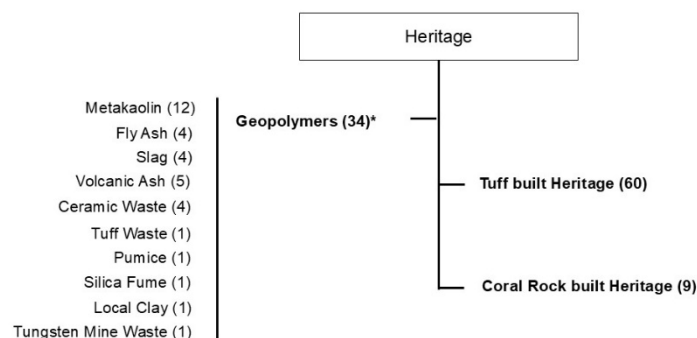 Heritage
Geopolymers (34)*
Metakaolin (12)
Fly Ash (4)
Slag (4)
Volcanic Ash (5)
Ceramic Waste (4)
Tuff Waste (1)
Pumice (1)
Silica Fume (1)
Local Clay (1)
Tungsten Mine Waste (1)
Tuff built Heritage (60)
Coral Rock built Heritage (9)